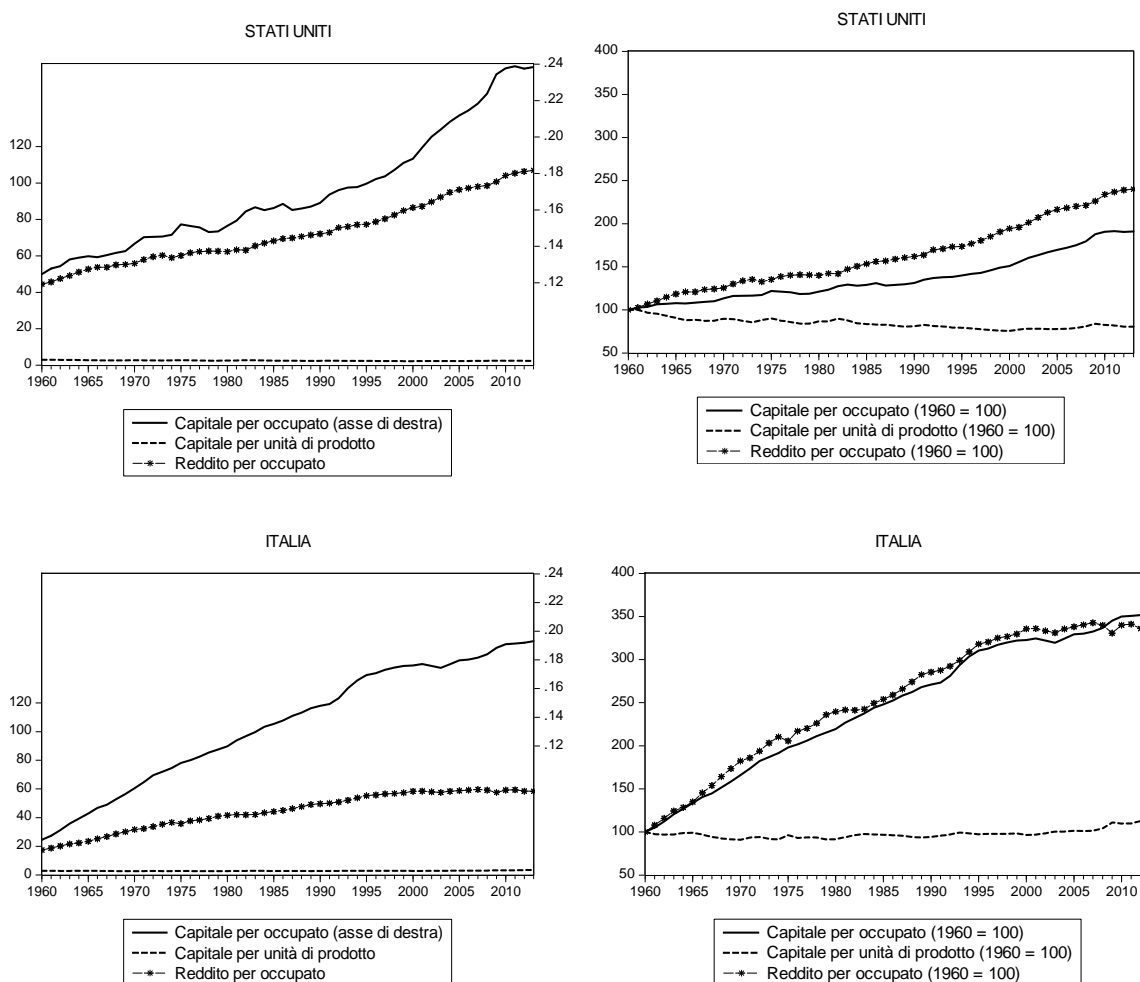 STATI UNITI
.24
.22
.20
.18
.16
.14
.12
120
100
80
60
40
20
0
1960 1965 1970 1975 1980 1985 1990 1995 2000 2005 2010
Capitale per occupato (asse di destra)
Capitale per unità di prodotto
Reddito per occupato
STATI UNITI
400
350
300
250
200
150
100
50
1960 1965 1970 1975 1980 1985 1990 1995 2000 2005 2010
Capitale per occupato (1960 = 100)
Capitale per unità di prodotto (1960 = 100)
Reddito per occupato (1960 = 100)
ITALIA
.24
.22
.20
.18
.16
.14
.12
120
100
80
60
40
20
0
1960 1965 1970 1975 1980 1985 1990 1995 2000 2005 2010
Capitale per occupato (asse di destra)
Capitale per unità di prodotto
Reddito per occupato
ITALIA
400
350
300
250
200
150
100
50
1960 1965 1970 1975 1980 1985 1990 1995 2000 2005 2010
Capitale per occupato (1960 = 100)
Capitale per unità di prodotto (1960 = 100)
Reddito per occupato (1960 = 100)